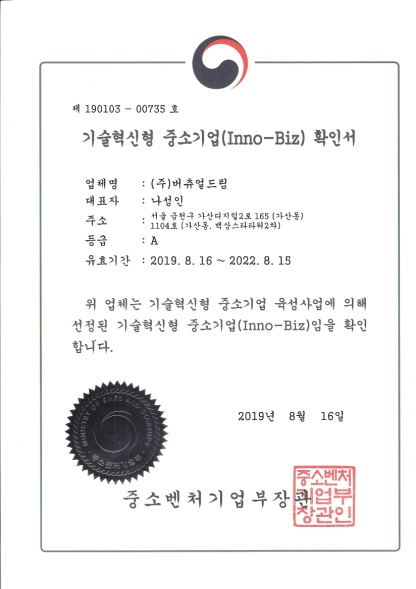 제 190103 - 00735 호
기술혁신형 중소기업(Inno-Biz) 확인서
업체명 : (주)버츄얼드림
대표자 : 나성인
주소 : 서울 금천구 가산디지털2로 165 (가산동)
1104호 (가산동, 백상스타타워2차)
등급 : A
유효기간 : 2019. 8. 16 ~ 2022. 8. 15
위 업체는 기술혁신형 중소기업 육성사업에 의해
선정된 기술혁신형 중소기업(Inno-Biz)임을 확인
합니다.
2019년 8월 16일
MINISTRY OF SMES AND STARTUPS
중소벤처기업부
중소벤처기업부장관
중소벤처
기업부
장관인